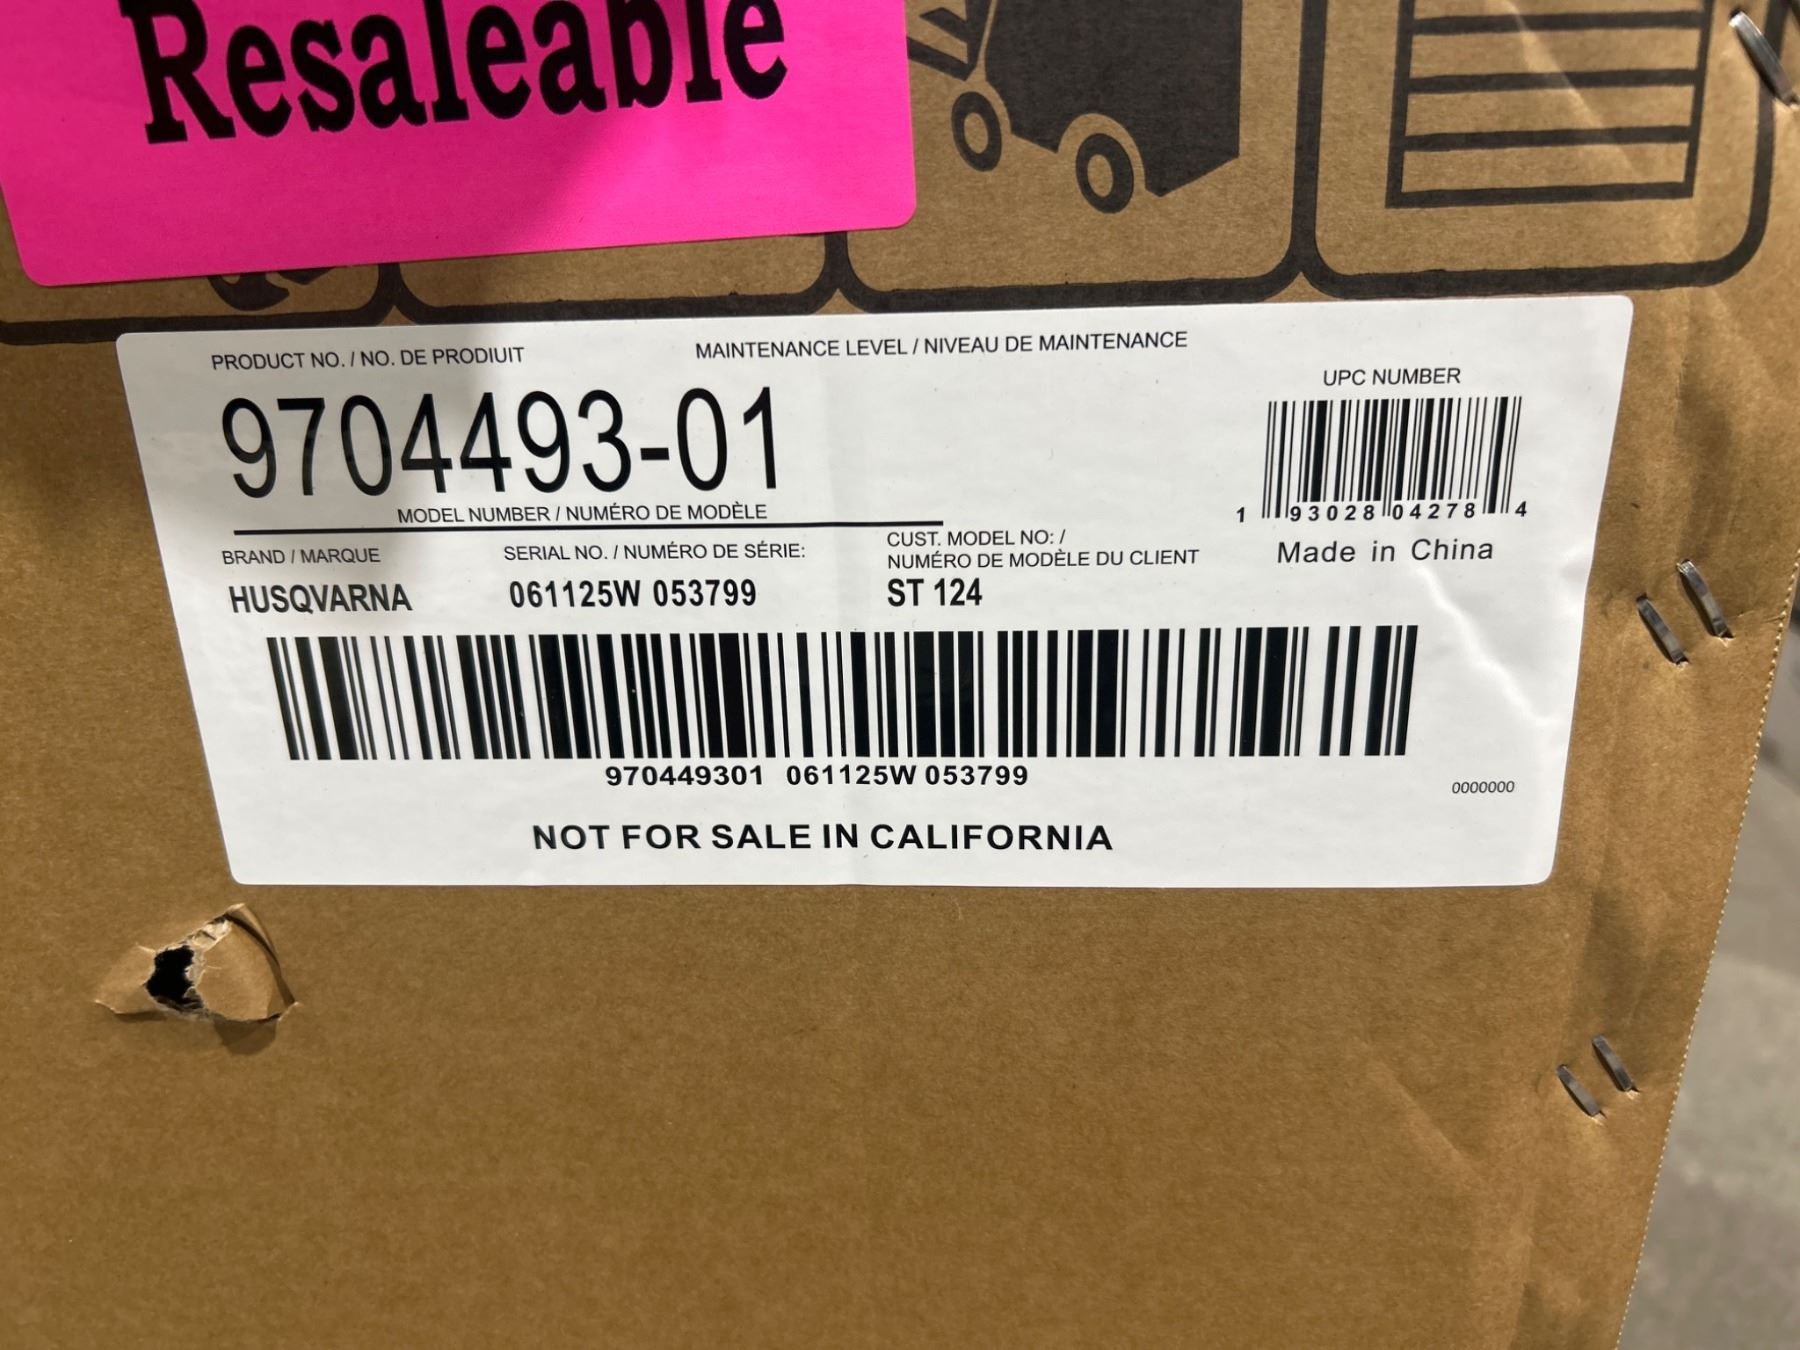 Resaleable
PRODUCT NO. / NO. DE PRODIUIT
MAINTENANCE LEVEL / NIVEAU DE MAINTENANCE
9704493-01
MODEL NUMBER / NUMÉRO DE MODÈLE
UPC NUMBER
1 93028 04278 4
Made in China
BRAND / MARQUE
HUSQVARNA
SERIAL NO. / NUMÉRO DE SÉRIE:
061125W 053799
CUST. MODEL NO: /
NUMÉRO DE MODÈLE DU CLIENT
ST 124
970449301 061125W 053799
0000000
NOT FOR SALE IN CALIFORNIA